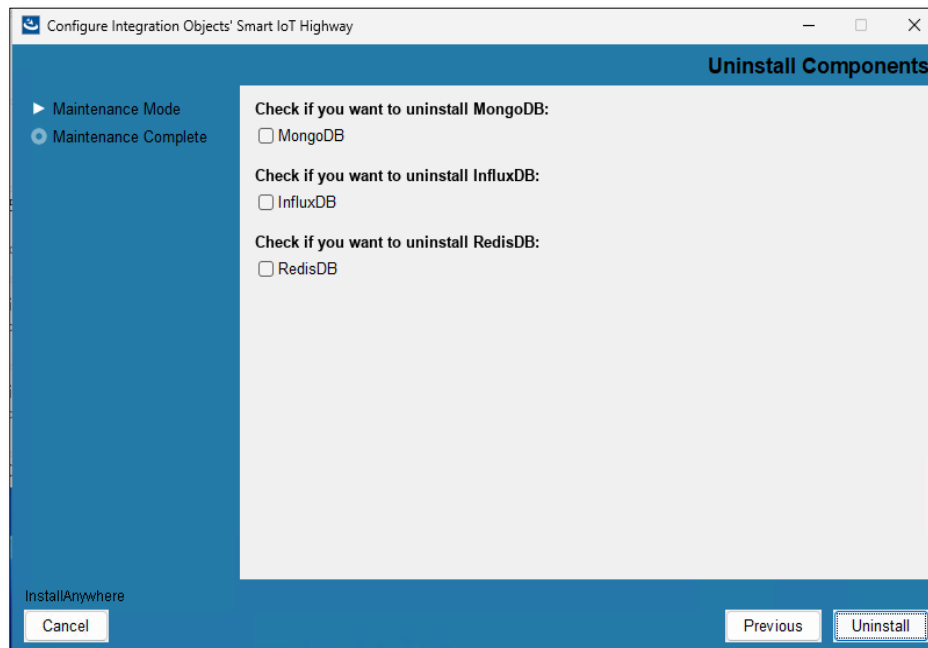 Configure Integration Objects' Smart IoT Highway
Uninstall Components
Maintenance Mode
Maintenance Complete
Check if you want to uninstall MongoDB:
MongoDB
Check if you want to uninstall InfluxDB:
InfluxDB
Check if you want to uninstall RedisDB:
RedisDB
InstallAnywhere
Cancel
Previous
Uninstall